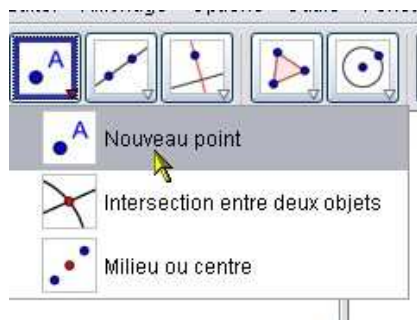 A
A
Nouveau point
Intersection entre deux objets
Milieu ou centre